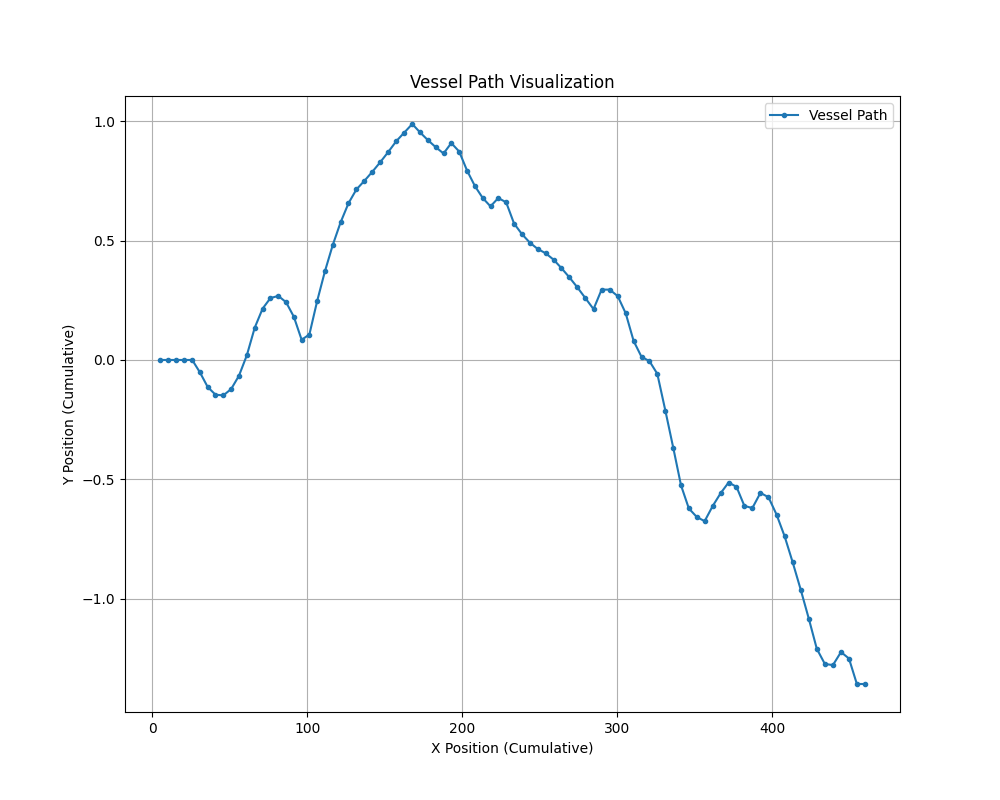 Vessel Path Visualization
Vessel Path
1.0
0.5
0.0
−0.5
−1.0
Y Position (Cumulative)
0 100 200 300 400
X Position (Cumulative)